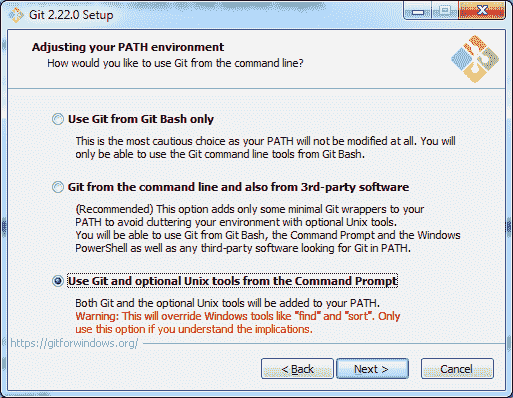 Git 2.22.0 Setup
Adjusting your PATH environment
How would you like to use Git from the command line?
Use Git from Git Bash only
This is the most cautious choice as your PATH will not be modified at all. You will
only be able to use the Git command line tools from Git Bash.
Git from the command line and also from 3rd-party software
(Recommended) This option adds only some minimal Git wrappers to your
PATH to avoid cluttering your environment with optional Unix tools.
You will be able to use Git from Git Bash, the Command Prompt and the Windows
PowerShell as well as any third-party software looking for Git in PATH.
Use Git and optional Unix tools from the Command Prompt
Both Git and the optional Unix tools will be added to your PATH.
Warning: This will override Windows tools like "find" and "sort". Only
use this option if you understand the implications.
https://gitforwindows.org/
< Back
Next >
Cancel